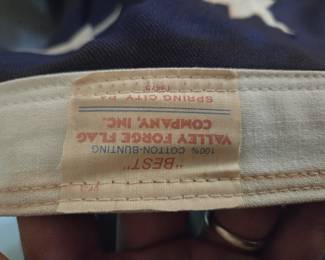 "BEST"
100% COTTON-BUNTING
VALLEY FORGE FLAG
COMPANY, INC.
SPRING CITY PA.